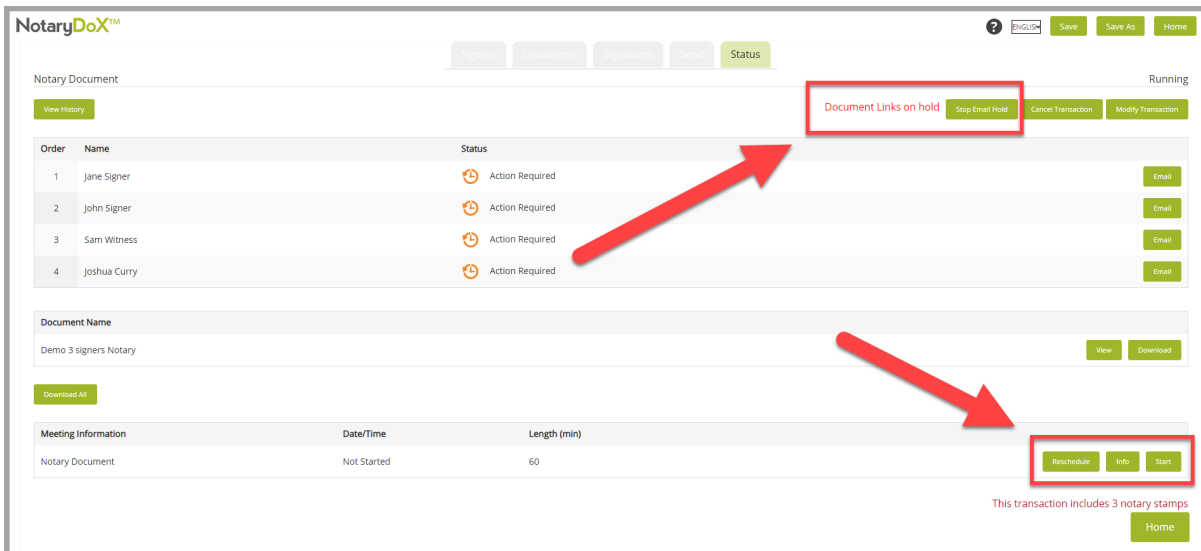 NotaryDoX™ ? ENGLISH Save Save As Home
Signers Documents Signatures Send Status
Notary Document Running
View History Document Links on hold Stop Email Hold Cancel Transaction Modify Transaction
Order Name Status
1 Jane Signer Action Required Email
2 John Signer Action Required Email
3 Sam Witness Action Required Email
4 Joshua Curry Action Required Email
Document Name
Demo 3 signers Notary View Download
Download All
Meeting Information Date/Time Length (min)
Notary Document Not Started 60 Reschedule Info Start
This transaction includes 3 notary stamps
Home